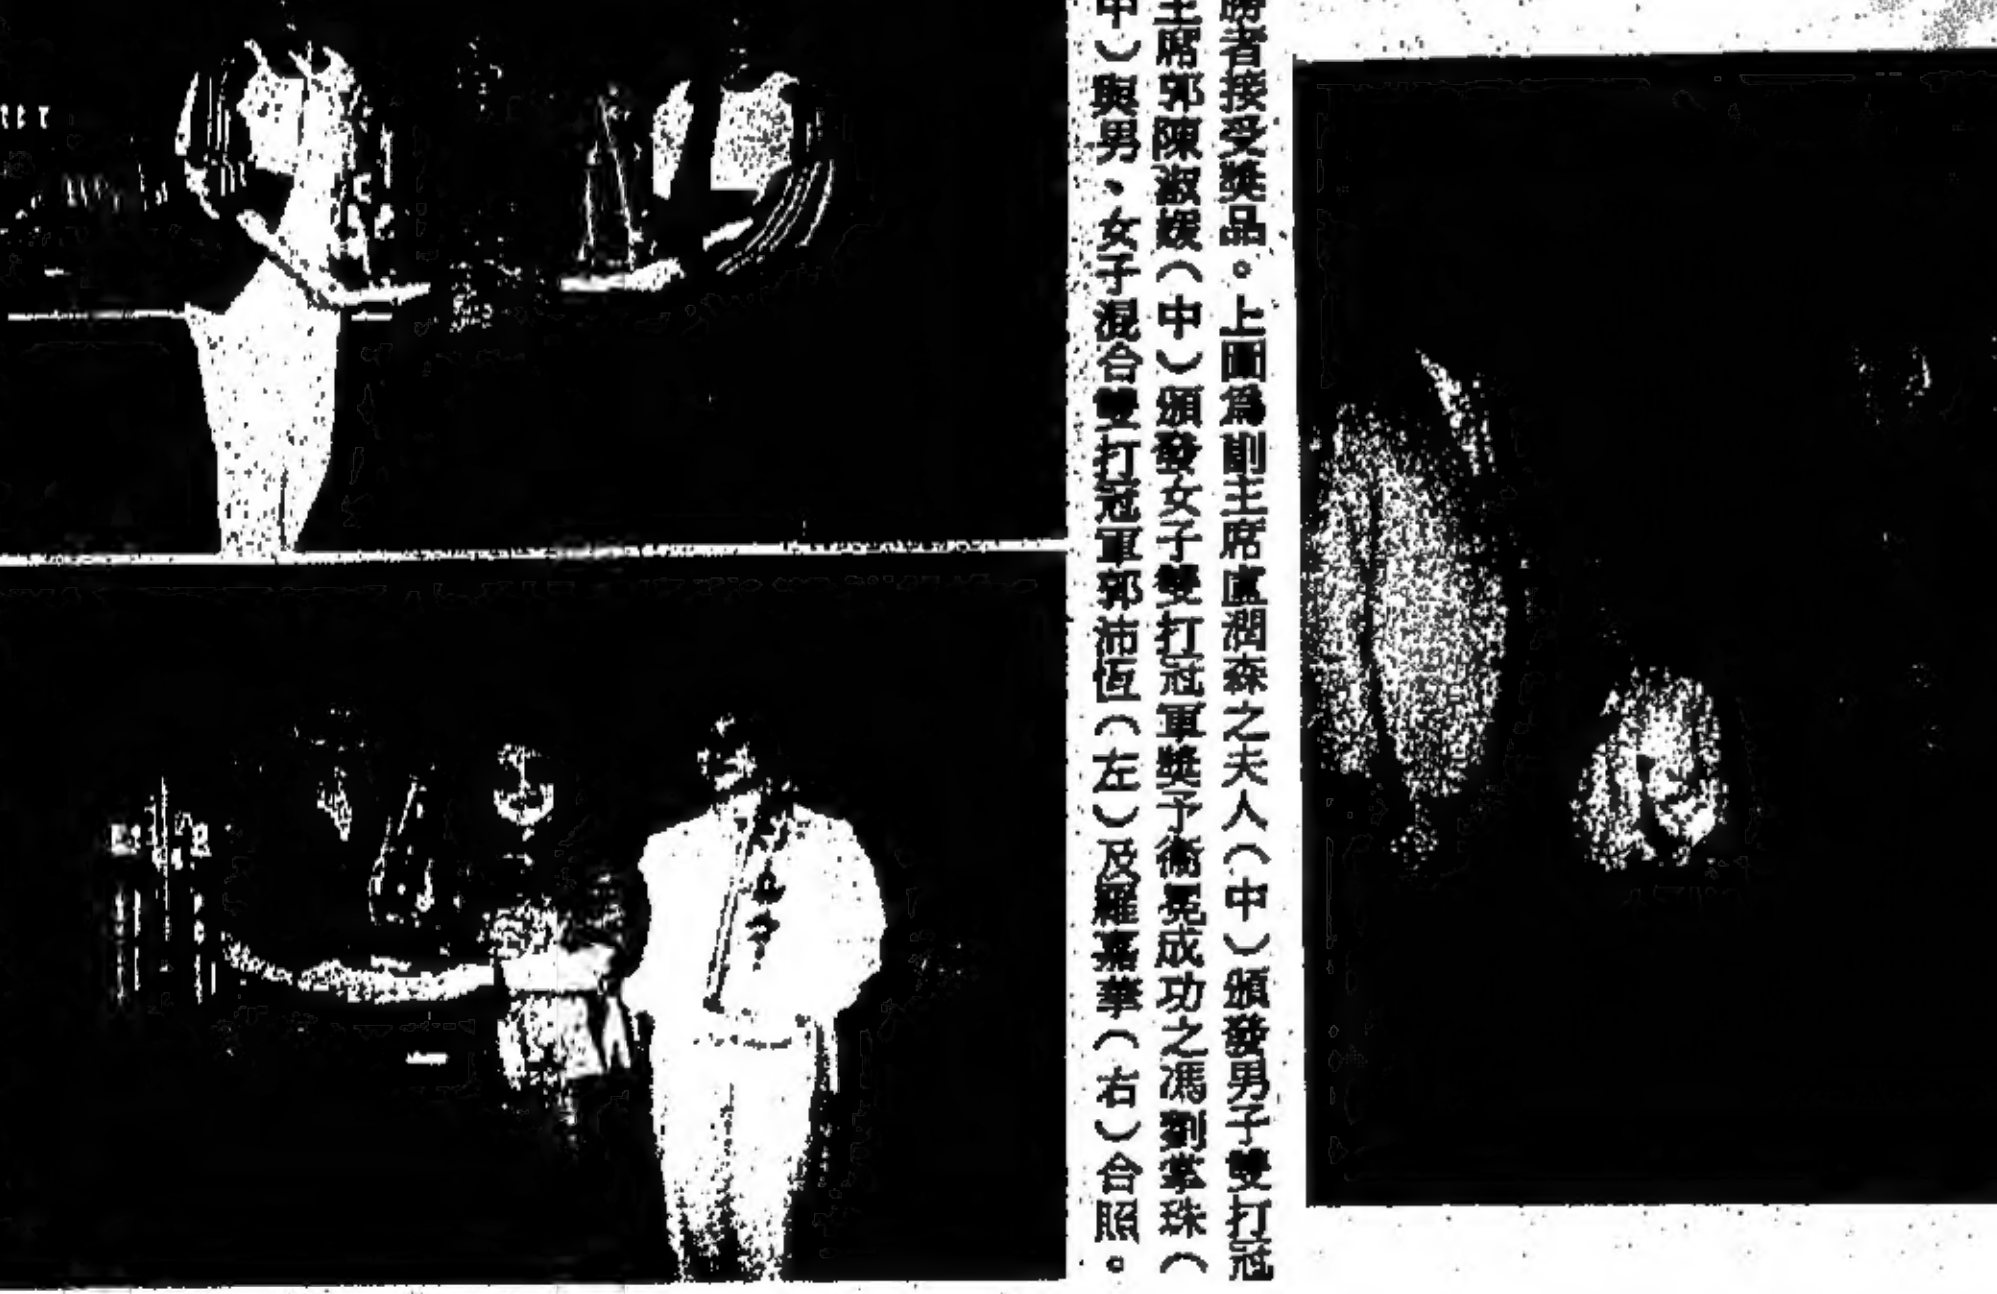 勝者接受獎品。上圖為副主席盧潤森之夫人（中）頒發男子雙打冠
主席郭陳淑媛（中）頒發女子雙打冠軍獎予衞冕成功之馮劉掌珠（
中）與男、女子混合雙打冠軍郭沛恆（左）及羅嘉華（右）合照。